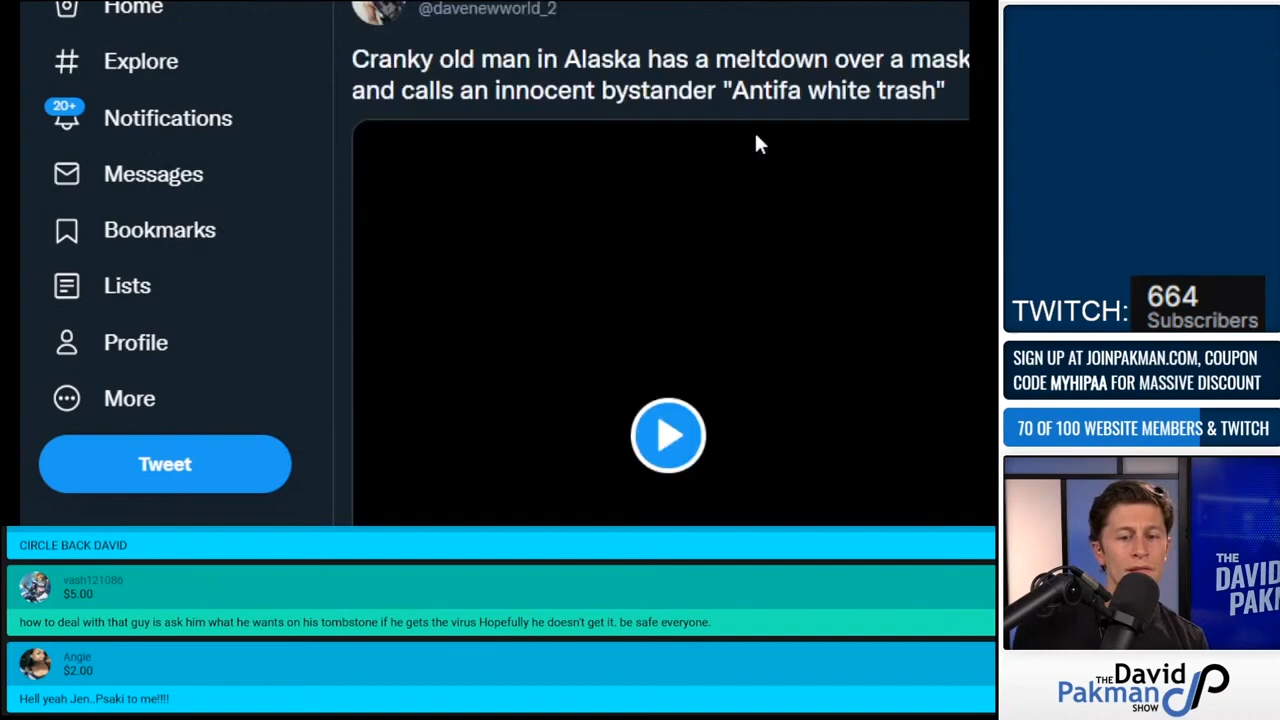 Home
@davenewworld_2
Cranky old man in Alaska has a meltdown over a mask
and calls an innocent bystander "Antifa white trash"
Explore
20+
Notifications
Messages
Bookmarks
Lists
Profile
More
Tweet
TWITCH:
664
Subscribers
SIGN UP AT JOINPAKMAN.COM, COUPON
CODE MYHIPAA FOR MASSIVE DISCOUNT
70 OF 100 WEBSITE MEMBERS & TWITCH
THE
DAVID
PAKM
THE David
Pakman
SHOW
CIRCLE BACK DAVID
vash121086
$5.00
how to deal with that guy is ask him what he wants on his tombstone if he gets the virus Hopefully he doesn't get it. be safe everyone.
Angie
$2.00
Hell yeah Jen..Psaki to me!!!!